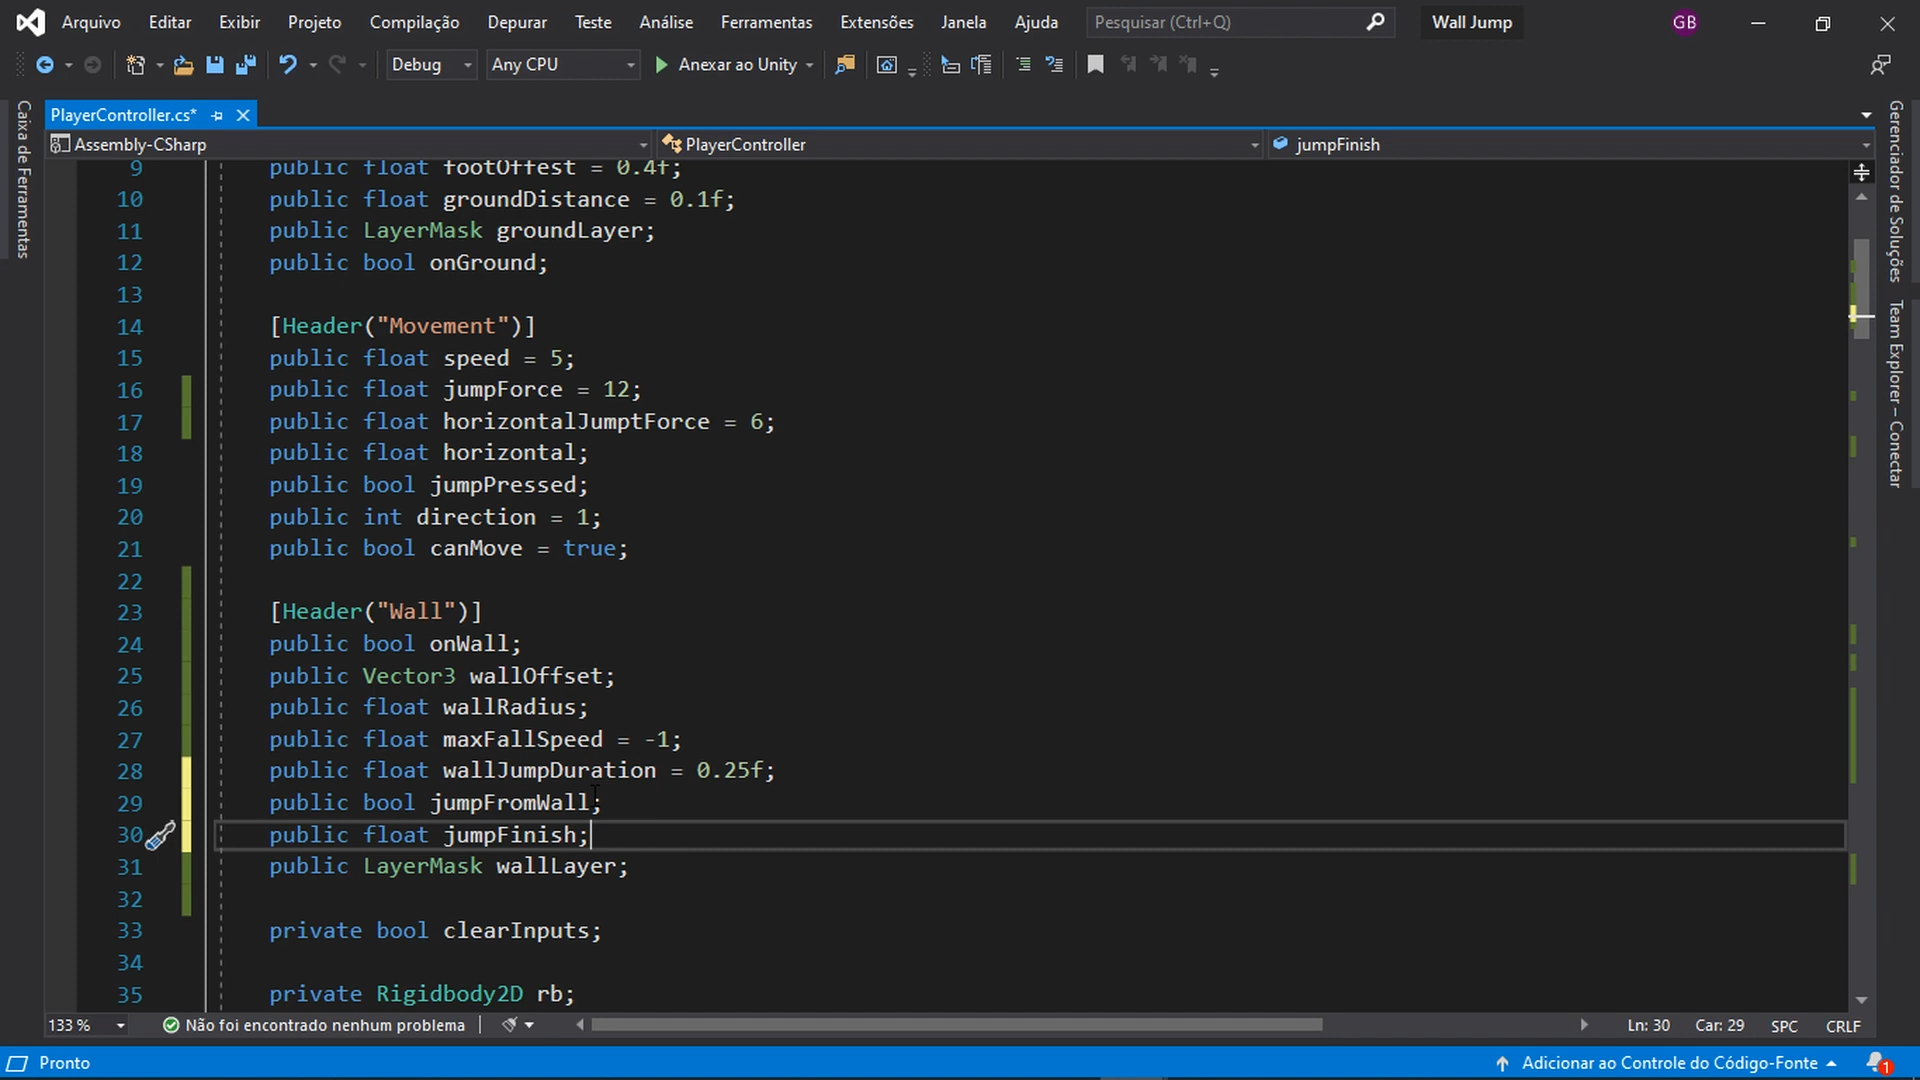 Arquivo Editar Exibir Projeto Compilação Depurar Teste Análise Ferramentas Extensões Janela Ajuda Pesquisar (Ctrl+Q) Wall Jump GB
Debug Any CPU Anexar ao Unity
PlayerController.cs*
Assembly-CSharp PlayerController jumpFinish
Caixa de Ferramentas
9 public float footOffest = 0.4f;
10 public float groundDistance = 0.1f;
11 public LayerMask groundLayer;
12 public bool onGround;
13
14 [Header("Movement")]
15 public float speed = 5;
16 public float jumpForce = 12;
17 public float horizontalJumptForce = 6;
18 public float horizontal;
19 public bool jumpPressed;
20 public int direction = 1;
21 public bool canMove = true;
22
23 [Header("Wall")]
24 public bool onWall;
25 public Vector3 wallOffset;
26 public float wallRadius;
27 public float maxFallSpeed = -1;
28 public float wallJumpDuration = 0.25f;
29 public bool jumpFromWall;
30 public float jumpFinish;
31 public LayerMask wallLayer;
32
33 private bool clearInputs;
34
35 private Rigidbody2D rb;
Gerenciador de Soluções
Team Explorer – Conectar
133 % Não foi encontrado nenhum problema Ln: 30 Car: 29 SPC CRLF
Pronto Adicionar ao Controle do Código-Fonte 1